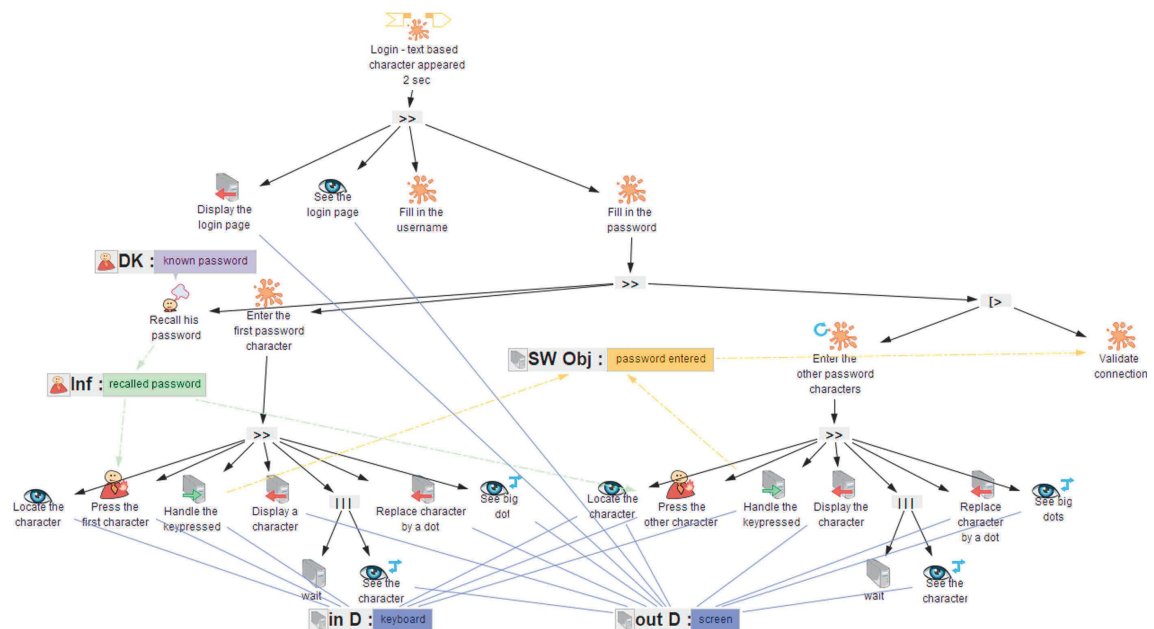 Login - text based
character appeared
2 sec
>>
Display the
login page
See the
login page
Fill in the
username
Fill in the
password
DK :
known password
>>
[>
Recall his
password
Enter the
first password
character
SW Obj :
password entered
Enter the
other password
characters
Validate
connection
Inf :
recalled password
>>
>>
Locate the
character
Press the
first character
Handle the
keypressed
Display a
character
|||
Replace character
by a dot
See big
dot
Locate the
character
Press the
other character
Handle the
keypressed
Display the
character
|||
Replace
character
by a dot
See big
dots
wait
See the
character
wait
See the
character
in D :
keyboard
out D :
screen